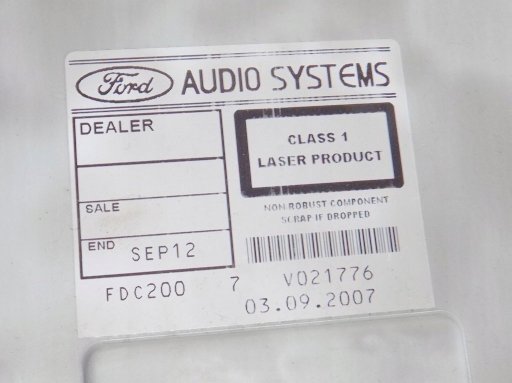 Ford AUDIO SYSTEMS
DEALER
CLASS 1
LASER PRODUCT
SALE
NON ROBUST COMPONENT
SCRAP IF DROPPED
END SEP12
FDC200 7 V021776
03.09.2007